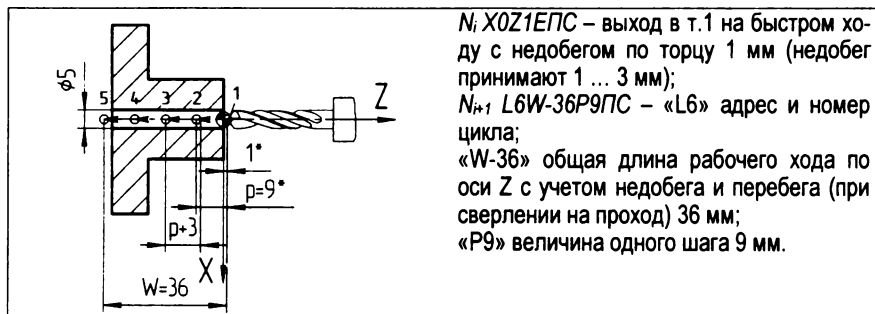 Nᵢ X0Z1ЕПС – выход в т.1 на быстром хо-
ду с недобегом по торцу 1 мм (недобег
принимают 1 ... 3 мм);
Nᵢ₊₁ L6W-36P9ПС – «L6» адрес и номер
цикла;
«W-36» общая длина рабочего хода по
оси Z с учетом недобега и перебега (при
сверлении на проход) 36 мм;
«P9» величина одного шага 9 мм.
ϕ5
5 4 3 2 1
Z
1*
p=9*
p+3
X
W=36